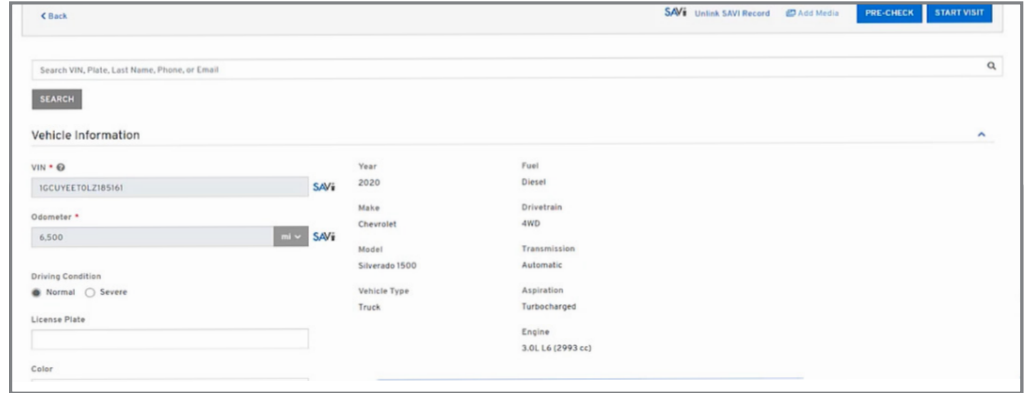 Back
SAVi Unlink SAVI Record Add Media PRE-CHECK START VISIT
Search VIN, Plate, Last Name, Phone, or Email
SEARCH
Vehicle Information
VIN *
1GCUYEET0LZ185161 SAVi
Odometer *
6,500 mi SAVi
Driving Condition
Normal Severe
License Plate
Color
Year
2020
Make
Chevrolet
Model
Silverado 1500
Vehicle Type
Truck
Fuel
Diesel
Drivetrain
4WD
Transmission
Automatic
Aspiration
Turbocharged
Engine
3.0L L6 (2993 cc)